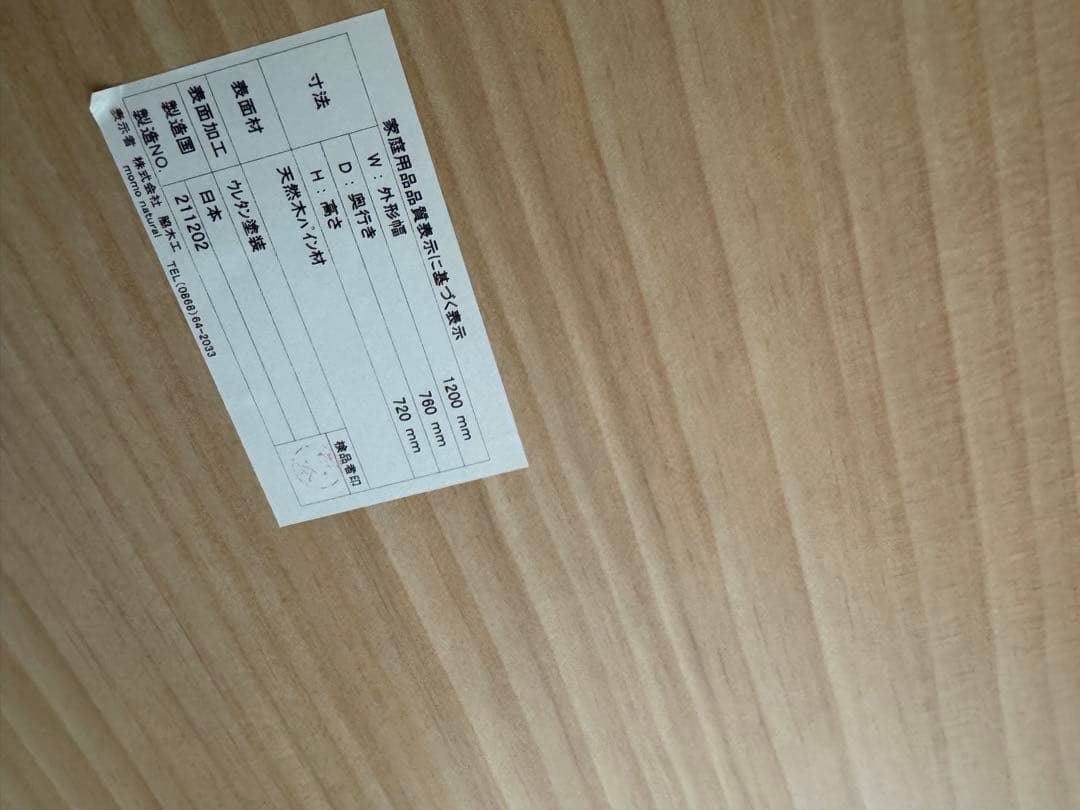 家庭用品品質表示に基づく表示
寸法 W：外形幅 1200 mm
D：奥行き 760 mm
H：高さ 720 mm
表面材 天然木ﾊﾟｲﾝ材
表面加工 ｳﾚﾀﾝ塗装 検品者印
製造国 日本
製造NO. 211202
表示者 株式会社 脇木工 TEL(0868)64-2033
momo natural